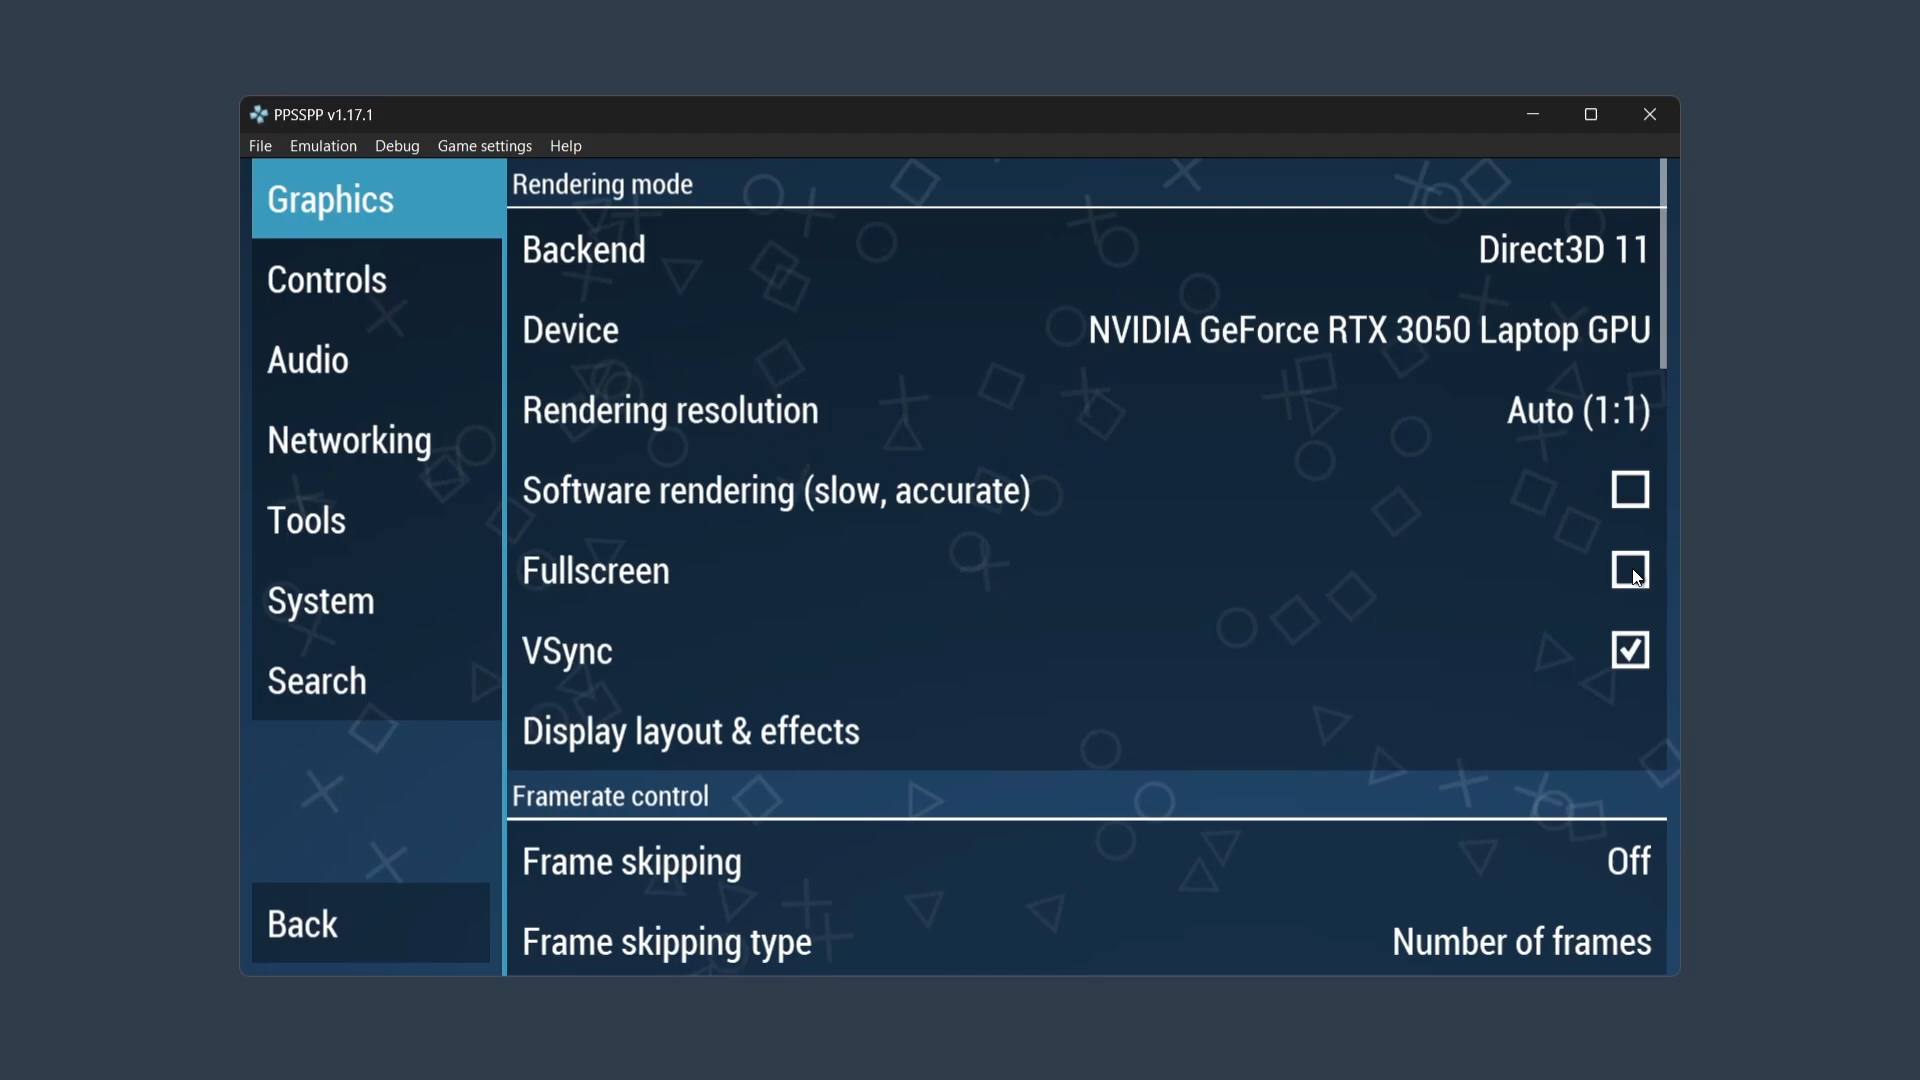 PPSSPP v1.17.1
File Emulation Debug Game settings Help
Graphics
Controls
Audio
Networking
Tools
System
Search
Back
Rendering mode
Backend Direct3D 11
Device NVIDIA GeForce RTX 3050 Laptop GPU
Rendering resolution Auto (1:1)
Software rendering (slow, accurate)
Fullscreen
VSync
Display layout & effects
Framerate control
Frame skipping Off
Frame skipping type Number of frames